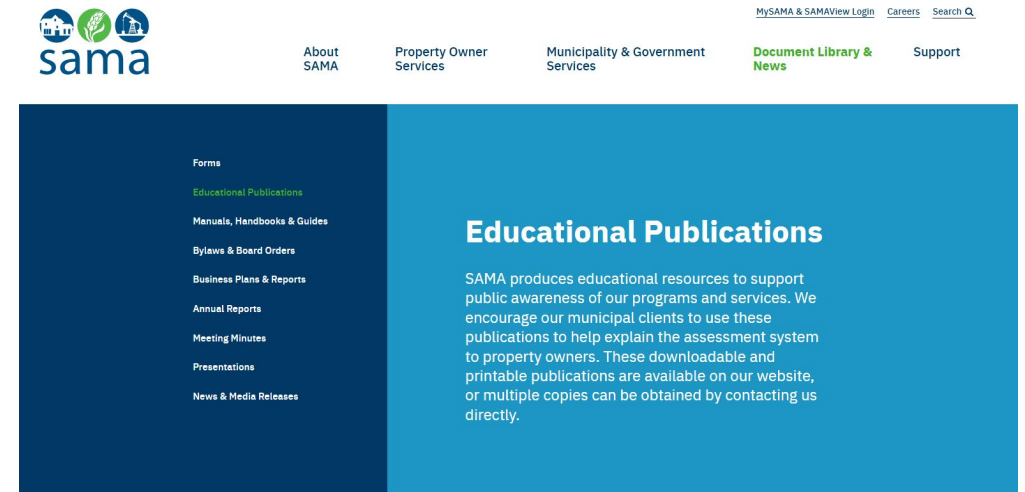 MySAMA & SAMAView Login Careers Search
sama
About
SAMA
Property Owner
Services
Municipality & Government
Services
Document Library &
News
Support
Forms
Educational Publications
Manuals, Handbooks & Guides
Bylaws & Board Orders
Business Plans & Reports
Annual Reports
Meeting Minutes
Presentations
News & Media Releases
Educational Publications
SAMA produces educational resources to support
public awareness of our programs and services. We
encourage our municipal clients to use these
publications to help explain the assessment system
to property owners. These downloadable and
printable publications are available on our website,
or multiple copies can be obtained by contacting us
directly.